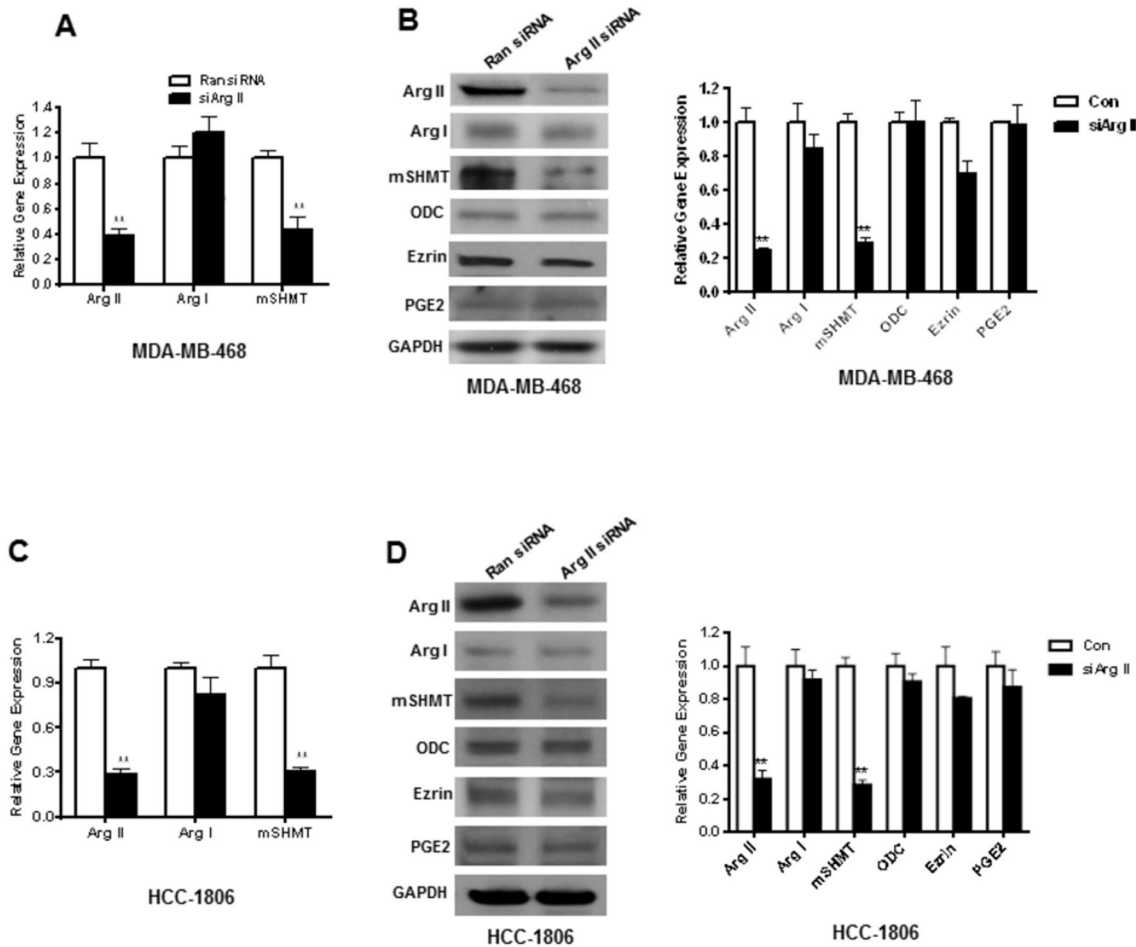 A
Ran siRNA
siArg II
Relative Gene Expression
1.4
1.2
1.0
0.8
0.6
0.4
0.2
0.0
**
**
Arg II Arg I mSHMT
MDA-MB-468
B
Ran siRNA Arg II siRNA
Arg II
Arg I
mSHMT
ODC
Ezrin
PGE2
GAPDH
MDA-MB-468
Con
siArg I
Relative Gene Expression
1.2
1.0
0.8
0.6
0.4
0.2
0.0
**
**
Arg II Arg I mSHMT ODC Ezrin PGE2
MDA-MB-468
C
Relative Gene Expression
1.2
0.9
0.6
0.3
0.0
**
**
Arg II Arg I mSHMT
HCC-1806
D
Ran siRNA Arg II siRNA
Arg II
Arg I
mSHMT
ODC
Ezrin
PGE2
GAPDH
HCC-1806
Con
siArg II
Relative Gene Expression
1.2
1.0
0.8
0.6
0.4
0.2
0.0
**
**
Arg II Arg I mSHMT ODC Ezrin PGE2
HCC-1806